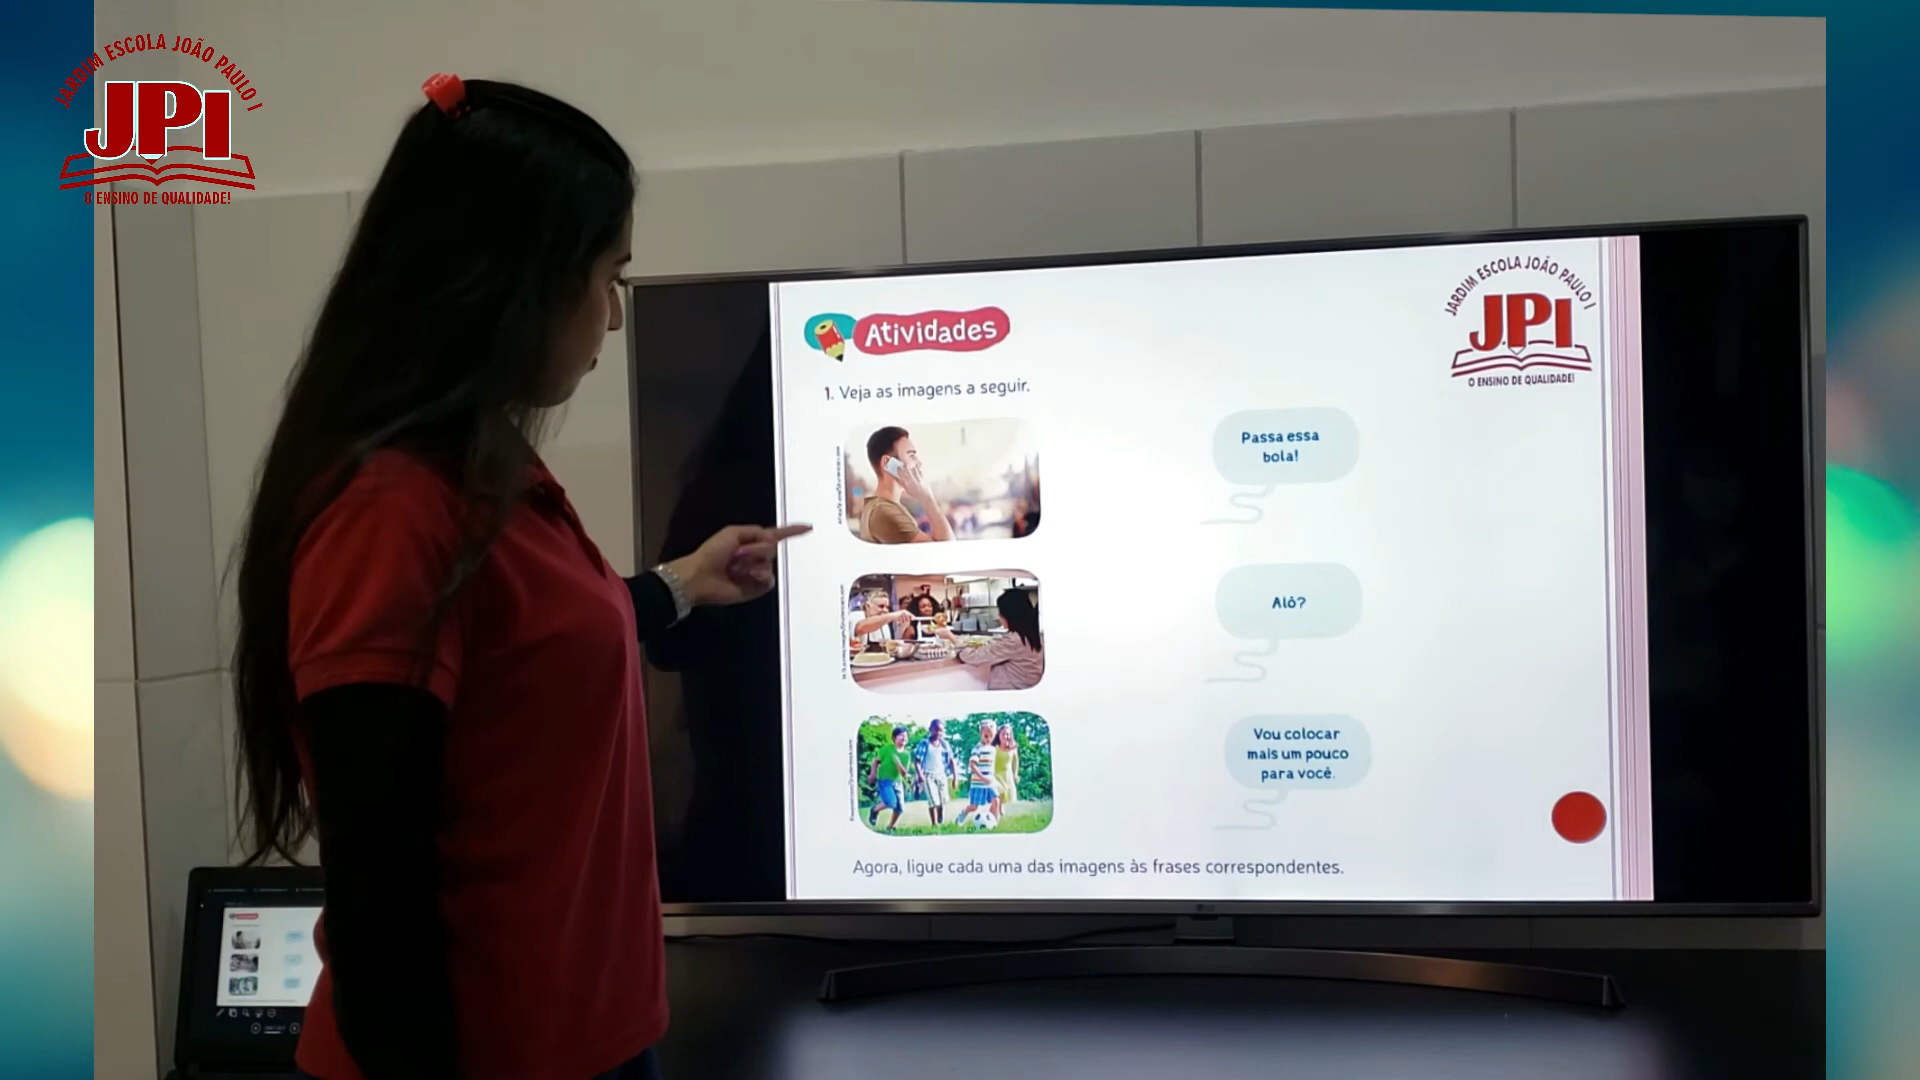 JARDIM ESCOLA JOÃO PAULO I
JPI
O ENSINO DE QUALIDADE!
JARDIM ESCOLA JOÃO PAULO I
JPI
O ENSINO DE QUALIDADE!
Atividades
1. Veja as imagens a seguir.
Passa essa
bola!
Alô?
Vou colocar
mais um pouco
para você.
Agora, ligue cada uma das imagens às frases correspondentes.